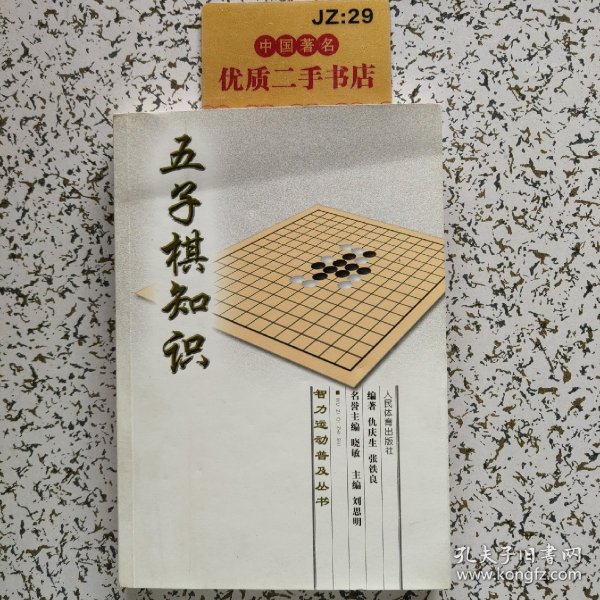 JZ:29
中国著名
优质二手书店
五子棋知识
人民体育出版社
编著 仇庆生 张铁良
名誉主编 晓敏 主编 刘思明
智力运动普及丛书
孔夫子旧书网
www.kongfz.com